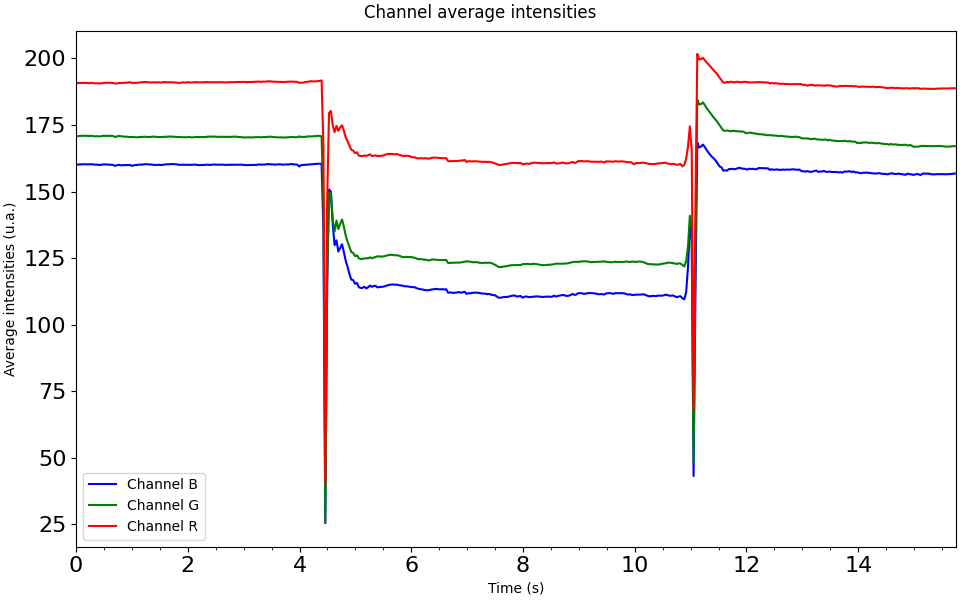 Channel average intensities
Average intensities (u.a.)
200
175
150
125
100
75
50
25
Channel B
Channel G
Channel R
0 2 4 6 8 10 12 14
Time (s)